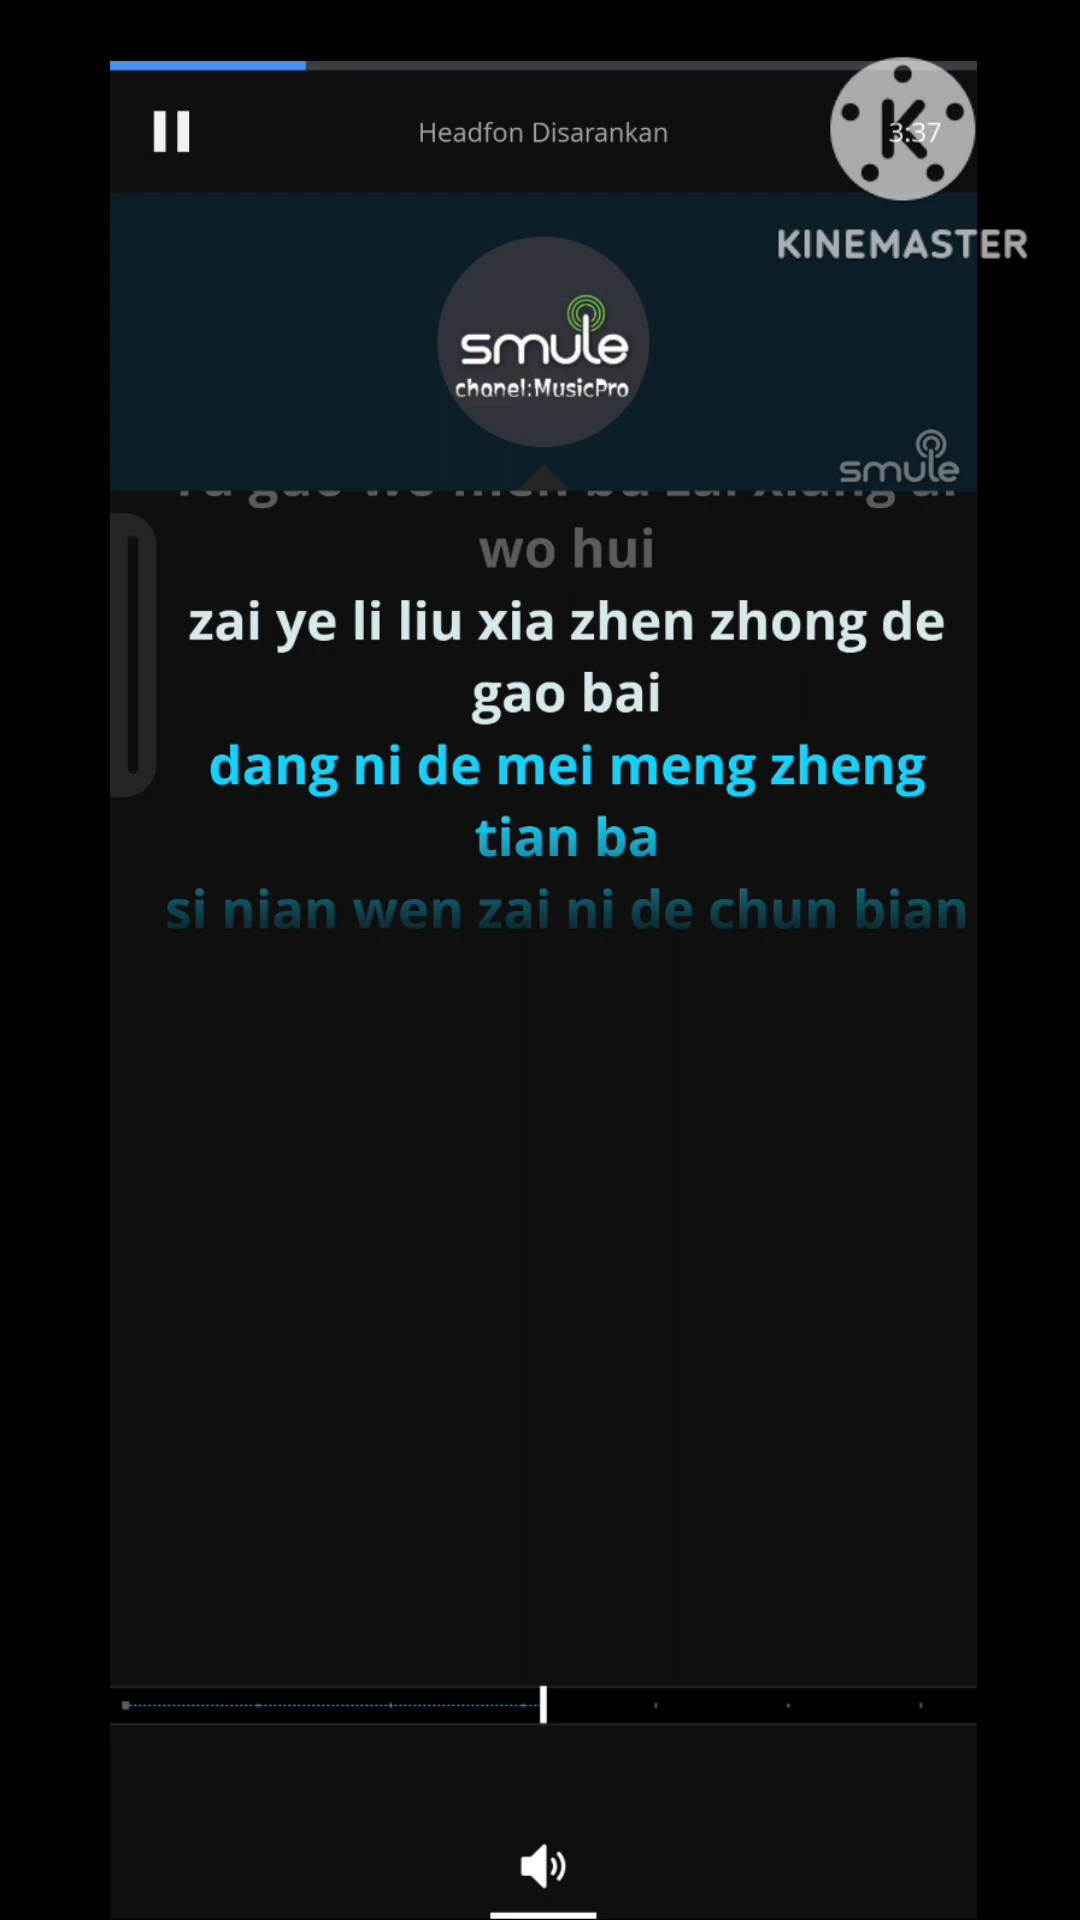 Headfon Disarankan
3:37
KINEMASTER
smule
chanel:MusicPro
smule
wo hui
zai ye li liu xia zhen zhong de
gao bai
dang ni de mei meng zheng
tian ba
si nian wen zai ni de chun bian